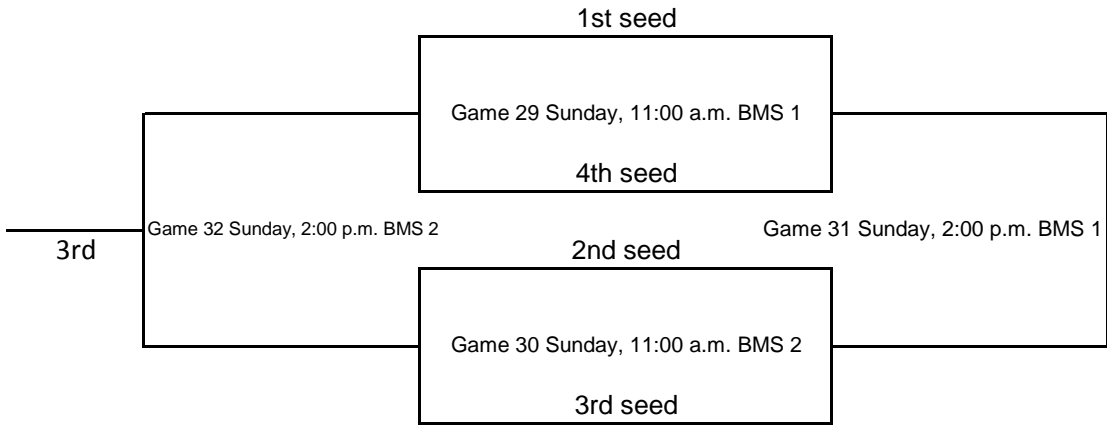 1st seed
Game 29 Sunday, 11:00 a.m. BMS 1
4th seed
Game 32 Sunday, 2:00 p.m. BMS 2
Game 31 Sunday, 2:00 p.m. BMS 1
3rd
2nd seed
Game 30 Sunday, 11:00 a.m. BMS 2
3rd seed